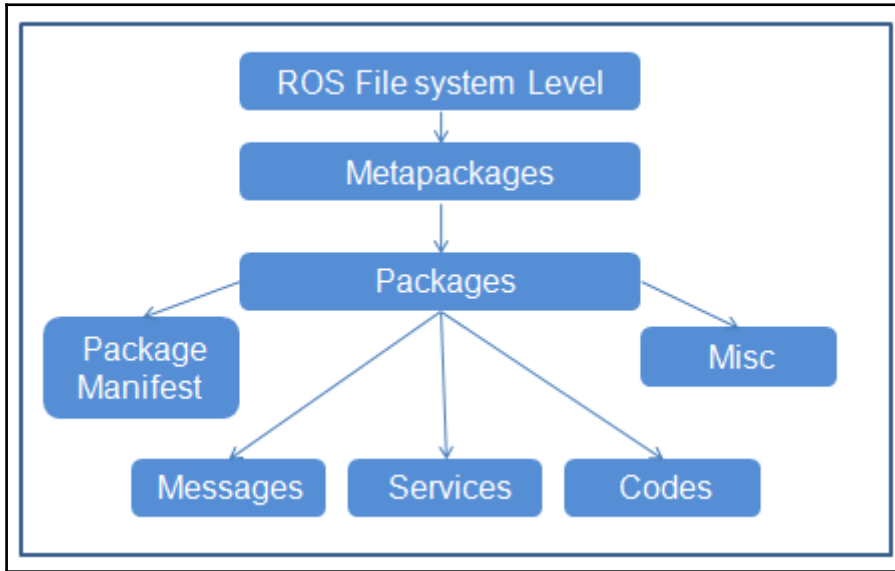 ROS File system Level
Metapackages
Packages
Package
Manifest
Misc
Messages
Services
Codes